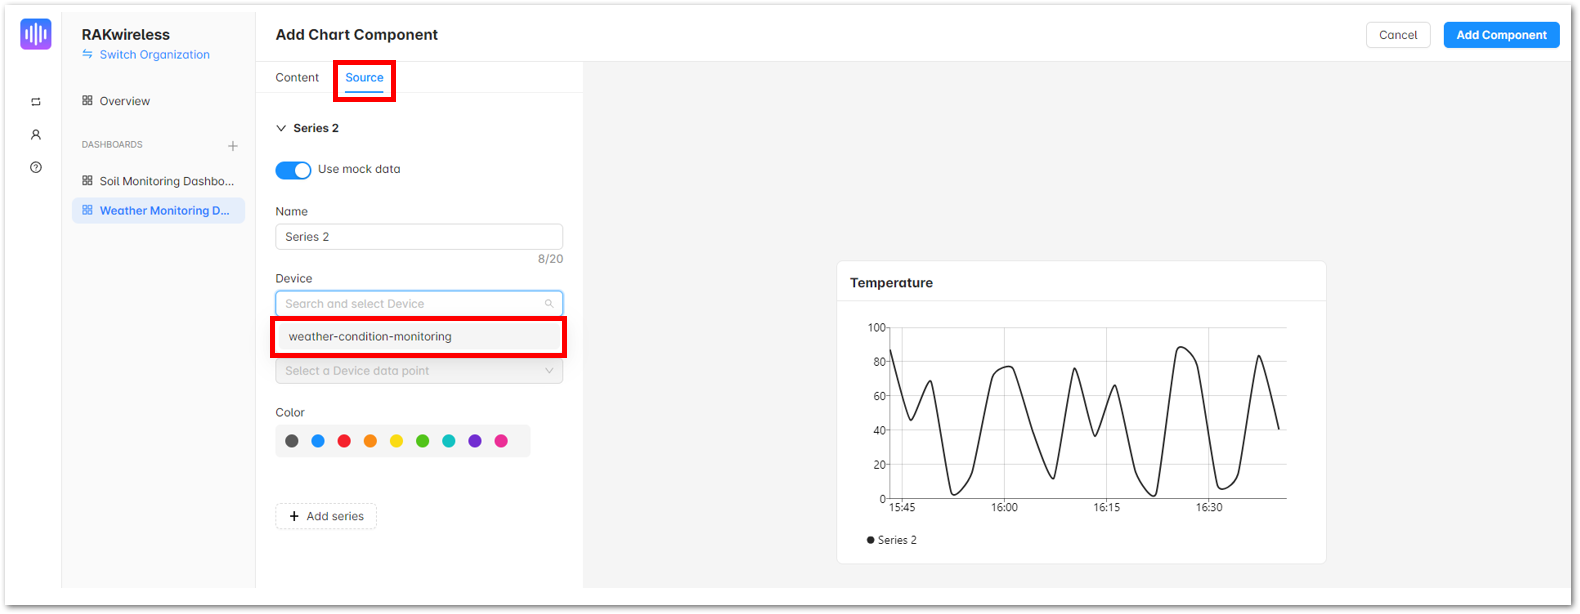 RAKwireless
Switch Organization
Overview
DASHBOARDS
Soil Monitoring Dashbo...
Weather Monitoring D...
Add Chart Component
Cancel
Add Component
Content
Source
Series 2
Use mock data
Name
Series 2
8/20
Device
Search and select Device
weather-condition-monitoring
Select a Device data point
Color
+ Add series
Temperature
100
80
60
40
20
0
15:45 16:00 16:15 16:30
Series 2